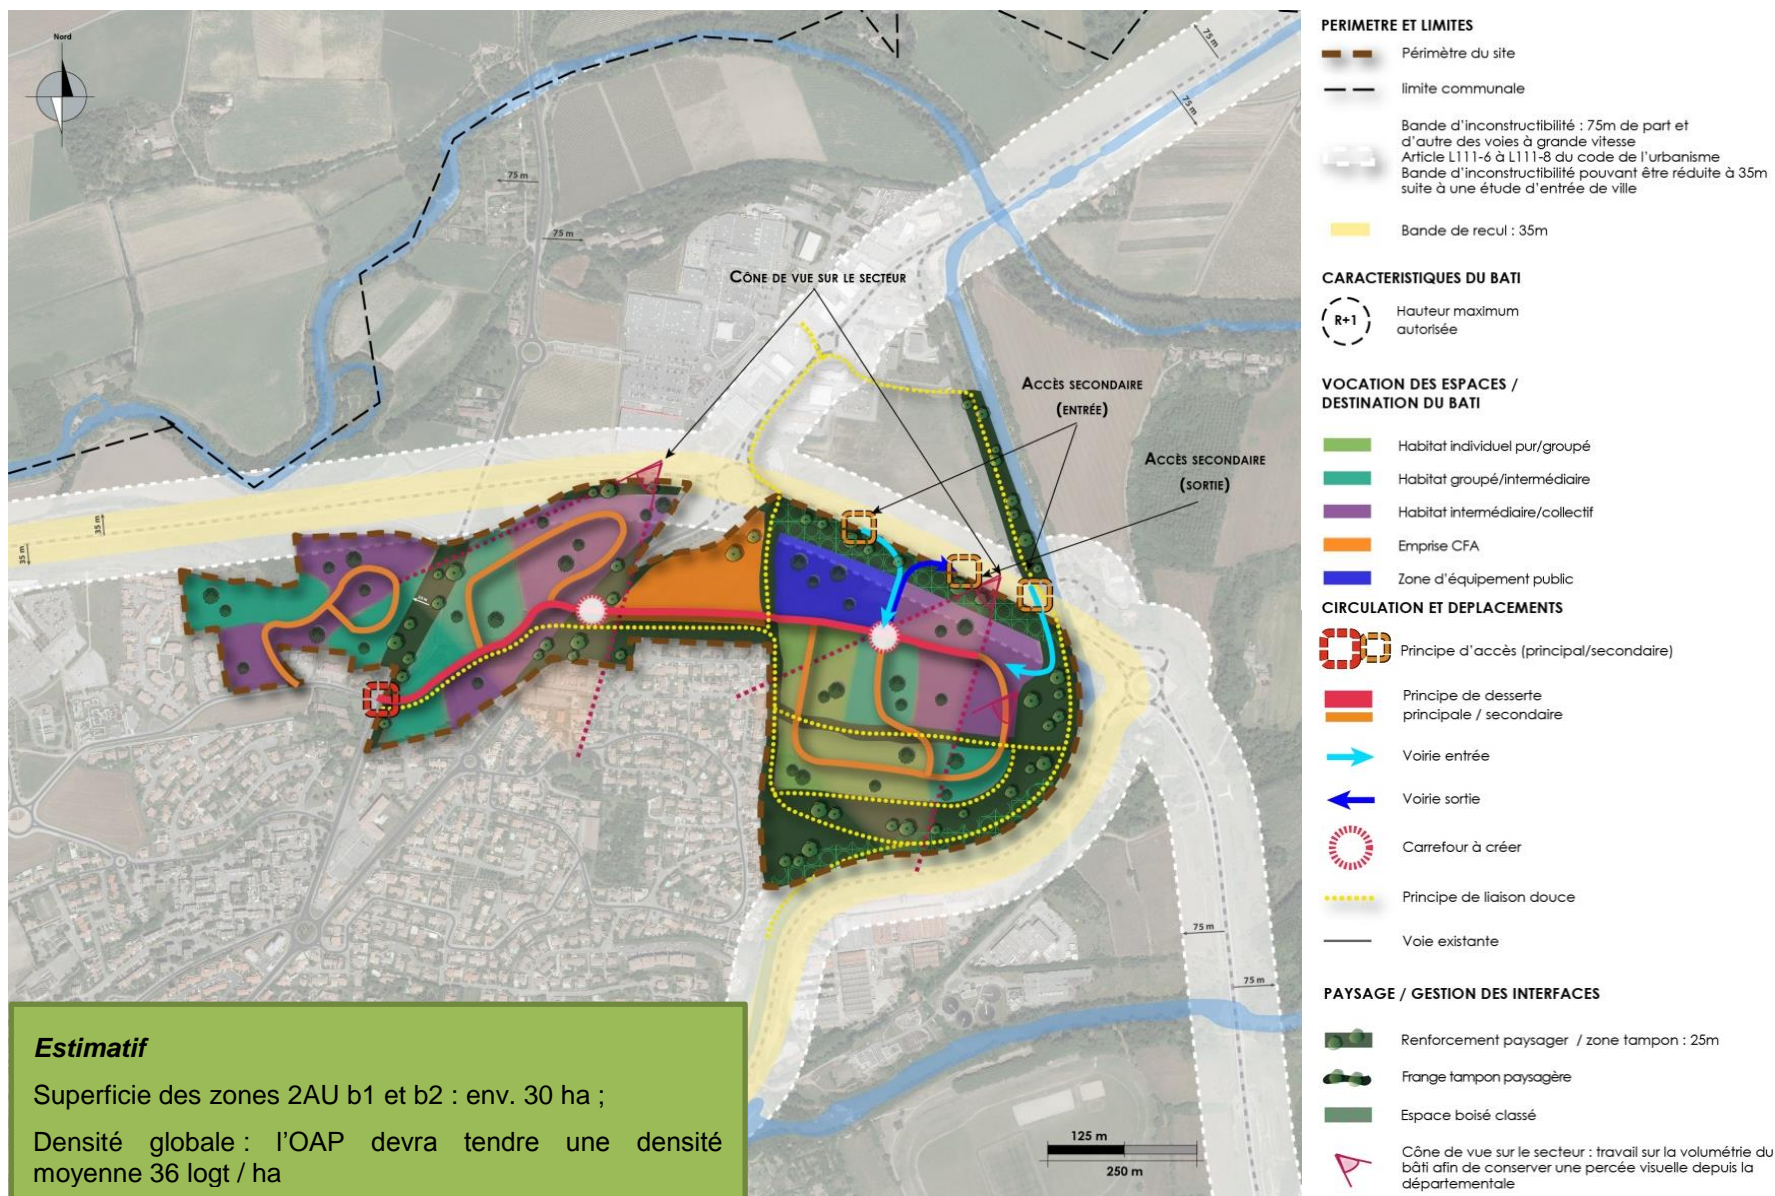 Nord
75 m
75 m
75 m
75 m
CÔNE DE VUE SUR LE SECTEUR
ACCÈS SECONDAIRE
(ENTRÉE)
ACCÈS SECONDAIRE
(SORTIE)
35 m
35 m
75 m
75 m
125 m
250 m
Estimatif
Superficie des zones 2AU b1 et b2 : env. 30 ha ;
Densité globale : l'OAP devra tendre une densité
moyenne 36 logt / ha
PERIMETRE ET LIMITES
Périmètre du site
limite communale
Bande d'inconstructibilité : 75m de part et
d'autre des voies à grande vitesse
Article L111-6 à L111-8 du code de l'urbanisme
Bande d'inconstructibilité pouvant être réduite à 35m
suite à une étude d'entrée de ville
Bande de recul : 35m
CARACTERISTIQUES DU BATI
R+1
Hauteur maximum
autorisée
VOCATION DES ESPACES /
DESTINATION DU BATI
Habitat individuel pur/groupé
Habitat groupé/intermédiaire
Habitat intermédiaire/collectif
Emprise CFA
Zone d'équipement public
CIRCULATION ET DEPLACEMENTS
Principe d'accès (principal/secondaire)
Principe de desserte
principale / secondaire
Voirie entrée
Voirie sortie
Carrefour à créer
Principe de liaison douce
Voie existante
PAYSAGE / GESTION DES INTERFACES
Renforcement paysager / zone tampon : 25m
Frange tampon paysagère
Espace boisé classé
Cône de vue sur le secteur : travail sur la volumétrie du
bâti afin de conserver une percée visuelle depuis la
départementale